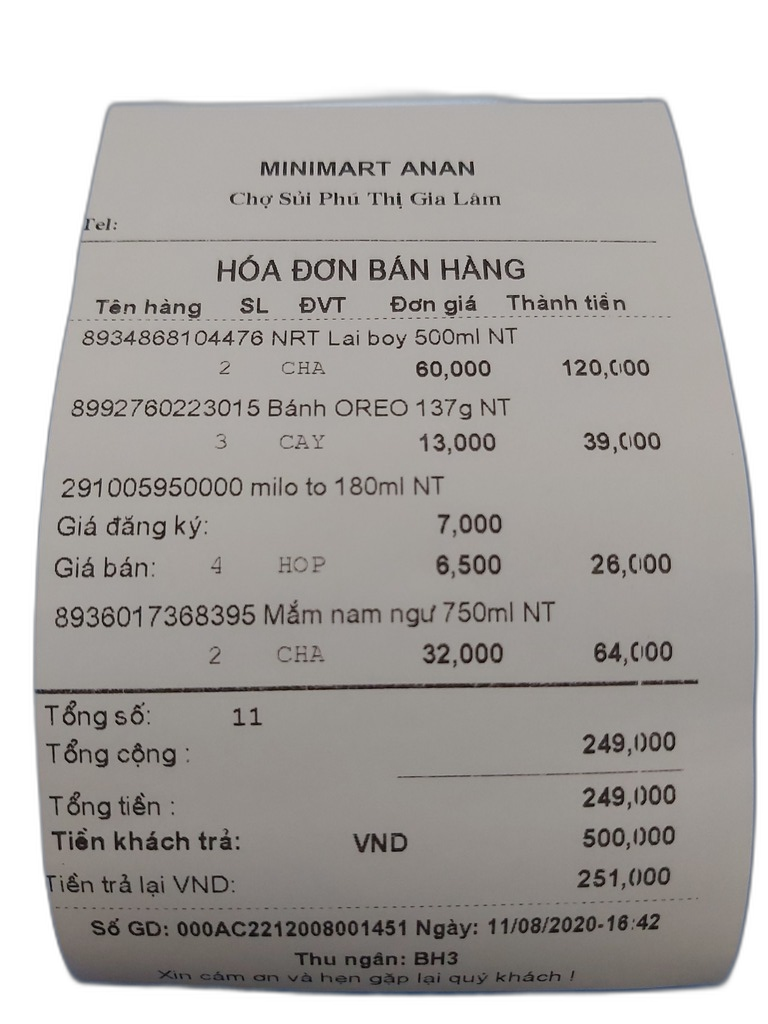 MINIMART ANAN
Chợ Sủi Phú Thị Gia Lâm
Tel:
HÓA ĐƠN BÁN HÀNG
Tên hàng SL ĐVT Đơn giá Thành tiền
8934868104476 NRT Lai boy 500ml NT
2 CHA 60,000 120,000
8992760223015 Bánh OREO 137g NT
3 CAY 13,000 39,000
291005950000 milo to 180ml NT
Giá đăng ký: 7,000
Giá bán: 4 HOP 6,500 26,000
8936017368395 Mắm nam ngư 750ml NT
2 CHA 32,000 64,000
Tổng số: 11
Tổng cộng : 249,000
Tổng tiền : 249,000
Tiền khách trả: VND 500,000
Tiền trả lại VND: 251,000
Số GD: 000AC2212008001451 Ngày: 11/08/2020-16:42
Thu ngân: BH3
Xin cám ơn và hẹn gặp lại quý khách !